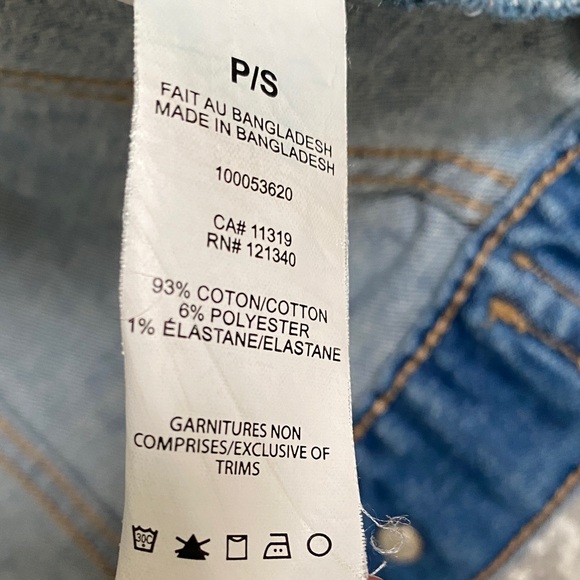 P/S
FAIT AU BANGLADESH
MADE IN BANGLADESH
100053620
CA# 11319
RN# 121340
93% COTON/COTTON
6% POLYESTER
1% ÉLASTANE/ELASTANE
GARNITURES NON
COMPRISES/EXCLUSIVE OF
TRIMS
30C